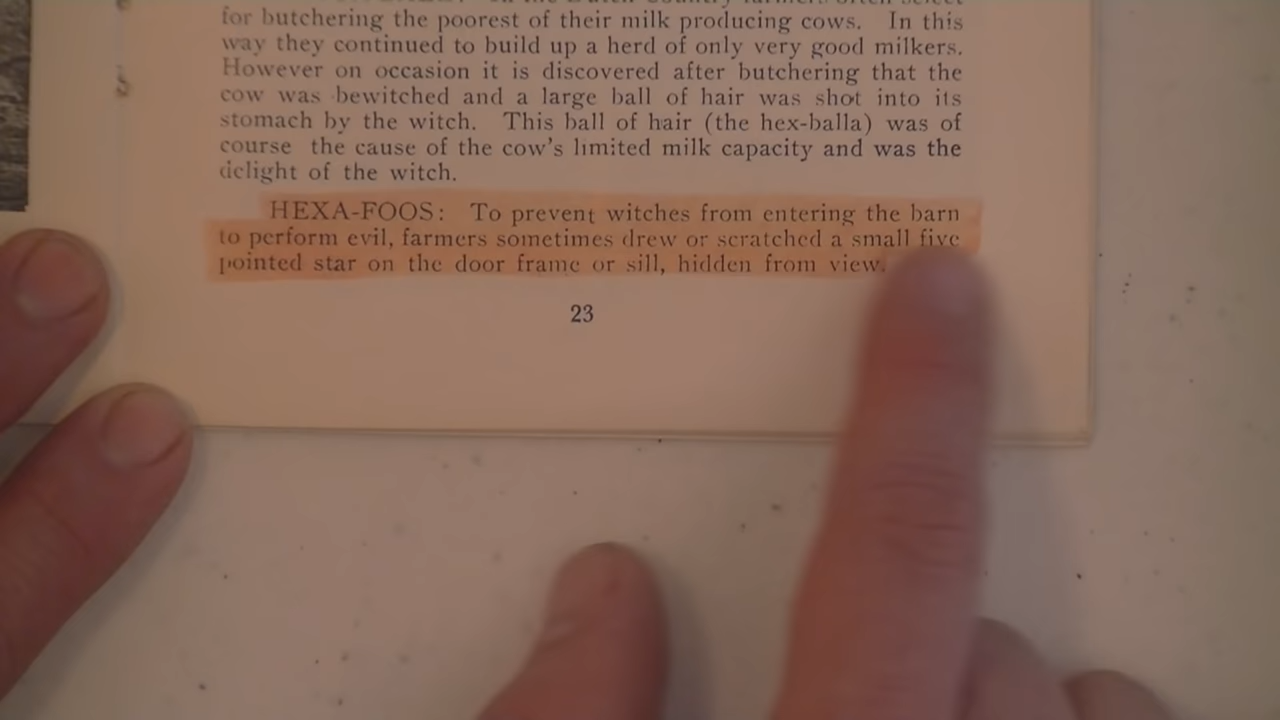 for butchering the poorest of their milk producing cows. In this
way they continued to build up a herd of only very good milkers.
However on occasion it is discovered after butchering that the
cow was bewitched and a large ball of hair was shot into its
stomach by the witch. This ball of hair (the hex-balla) was of
course the cause of the cow's limited milk capacity and was the
delight of the witch.
HEXA-FOOS: To prevent witches from entering the barn
to perform evil, farmers sometimes drew or scratched a small five
pointed star on the door frame or sill, hidden from view.
23